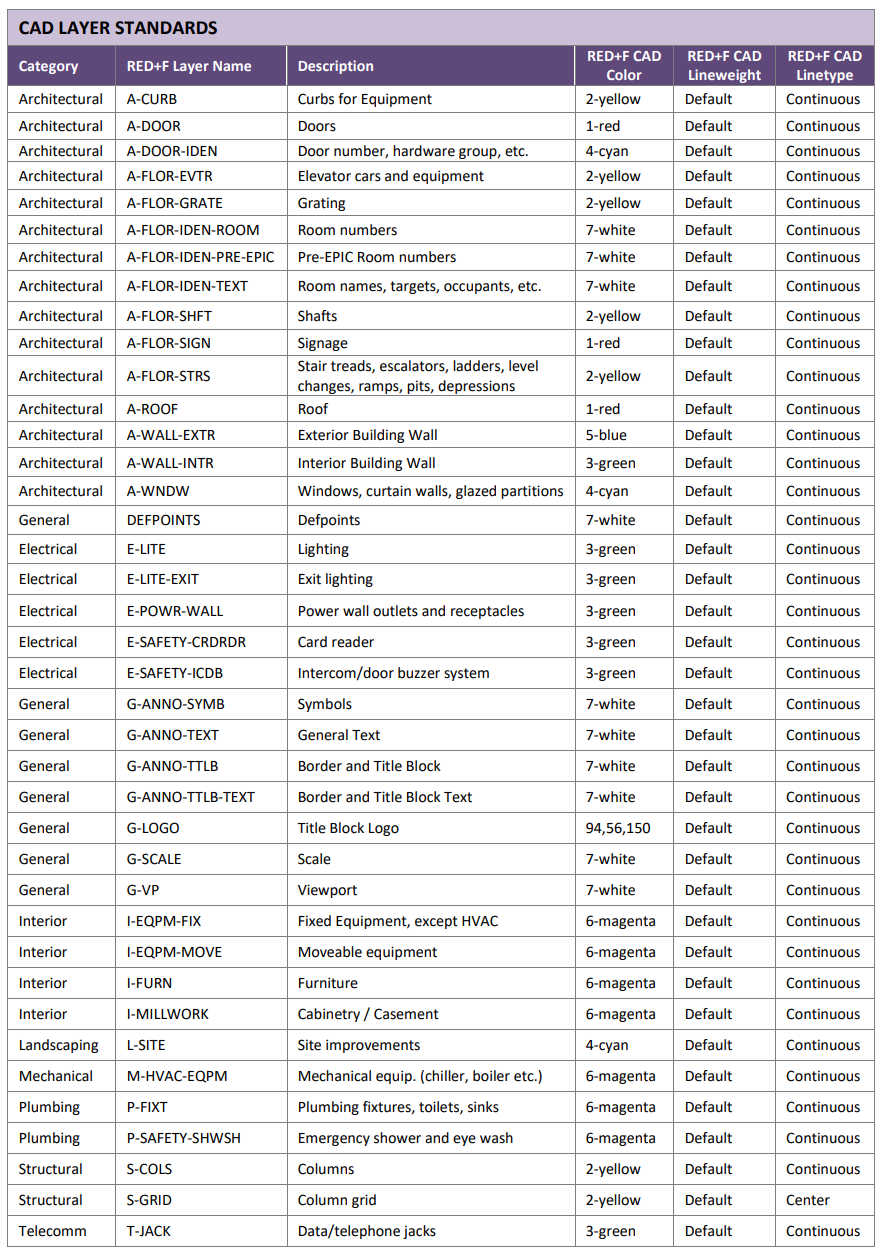 CAD LAYER STANDARDS
Category RED+F Layer Name Description RED+F CAD Color RED+F CAD Lineweight RED+F CAD Linetype
Architectural A-CURB Curbs for Equipment 2-yellow Default Continuous
Architectural A-DOOR Doors 1-red Default Continuous
Architectural A-DOOR-IDEN Door number, hardware group, etc. 4-cyan Default Continuous
Architectural A-FLOR-EVTR Elevator cars and equipment 2-yellow Default Continuous
Architectural A-FLOR-GRATE Grating 2-yellow Default Continuous
Architectural A-FLOR-IDEN-ROOM Room numbers 7-white Default Continuous
Architectural A-FLOR-IDEN-PRE-EPIC Pre-EPIC Room numbers 7-white Default Continuous
Architectural A-FLOR-IDEN-TEXT Room names, targets, occupants, etc. 7-white Default Continuous
Architectural A-FLOR-SHFT Shafts 2-yellow Default Continuous
Architectural A-FLOR-SIGN Signage 1-red Default Continuous
Architectural A-FLOR-STRS Stair treads, escalators, ladders, level changes, ramps, pits, depressions 2-yellow Default Continuous
Architectural A-ROOF Roof 1-red Default Continuous
Architectural A-WALL-EXTR Exterior Building Wall 5-blue Default Continuous
Architectural A-WALL-INTR Interior Building Wall 3-green Default Continuous
Architectural A-WNDW Windows, curtain walls, glazed partitions 4-cyan Default Continuous
General DEFPOINTS Defpoints 7-white Default Continuous
Electrical E-LITE Lighting 3-green Default Continuous
Electrical E-LITE-EXIT Exit lighting 3-green Default Continuous
Electrical E-POWR-WALL Power wall outlets and receptacles 3-green Default Continuous
Electrical E-SAFETY-CRDRDR Card reader 3-green Default Continuous
Electrical E-SAFETY-ICDB Intercom/door buzzer system 3-green Default Continuous
General G-ANNO-SYMB Symbols 7-white Default Continuous
General G-ANNO-TEXT General Text 7-white Default Continuous
General G-ANNO-TTLB Border and Title Block 7-white Default Continuous
General G-ANNO-TTLB-TEXT Border and Title Block Text 7-white Default Continuous
General G-LOGO Title Block Logo 94,56,150 Default Continuous
General G-SCALE Scale 7-white Default Continuous
General G-VP Viewport 7-white Default Continuous
Interior I-EQPM-FIX Fixed Equipment, except HVAC 6-magenta Default Continuous
Interior I-EQPM-MOVE Moveable equipment 6-magenta Default Continuous
Interior I-FURN Furniture 6-magenta Default Continuous
Interior I-MILLWORK Cabinetry / Casement 6-magenta Default Continuous
Landscaping L-SITE Site improvements 4-cyan Default Continuous
Mechanical M-HVAC-EQPM Mechanical equip. (chiller, boiler etc.) 6-magenta Default Continuous
Plumbing P-FIXT Plumbing fixtures, toilets, sinks 6-magenta Default Continuous
Plumbing P-SAFETY-SHWSH Emergency shower and eye wash 6-magenta Default Continuous
Structural S-COLS Columns 2-yellow Default Continuous
Structural S-GRID Column grid 2-yellow Default Center
Telecomm T-JACK Data/telephone jacks 3-green Default Continuous